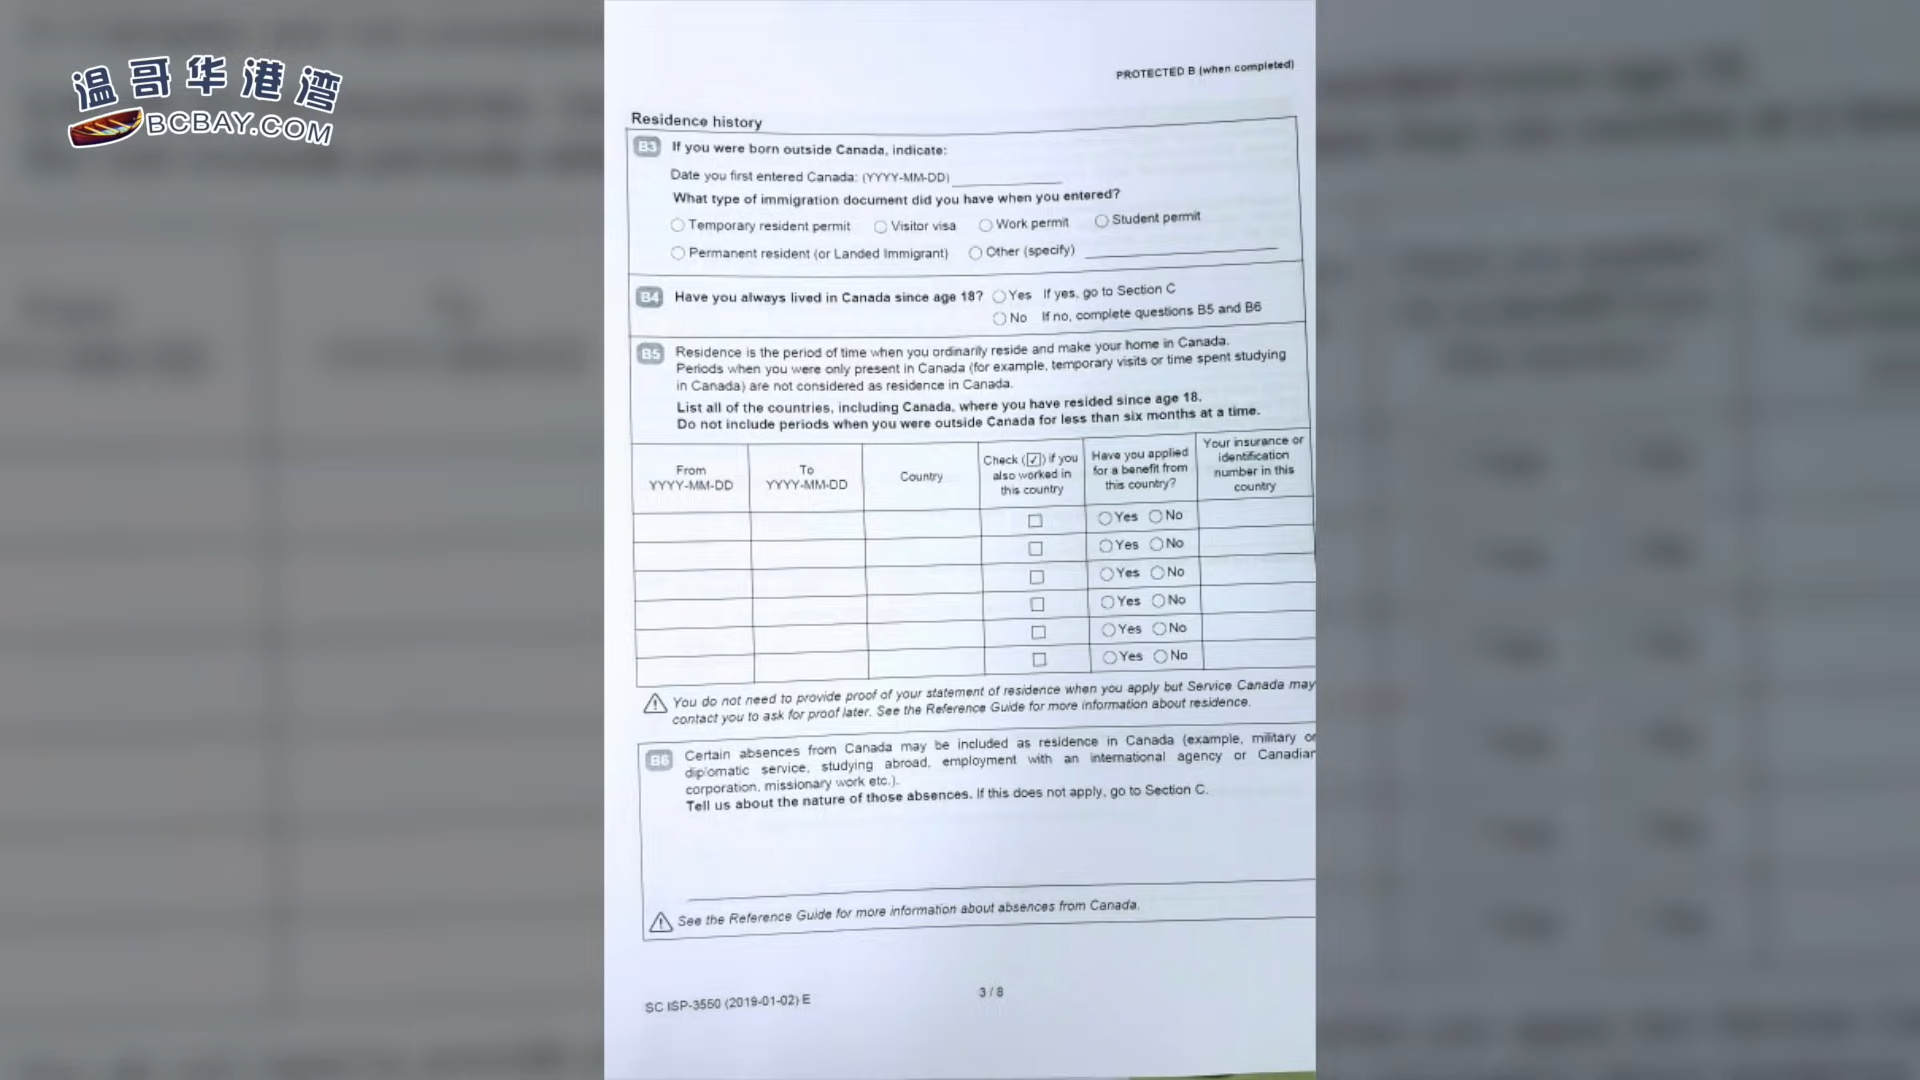 温哥华港湾
BCBAY.COM
PROTECTED B (when completed)
Residence history
B3 If you were born outside Canada, indicate:
Date you first entered Canada: (YYYY-MM-DD)
What type of immigration document did you have when you entered?
Temporary resident permit Visitor visa Work permit Student permit
Permanent resident (or Landed Immigrant) Other (specify)
B4 Have you always lived in Canada since age 18? Yes If yes, go to Section C
No If no, complete questions B5 and B6
B5 Residence is the period of time when you ordinarily reside and make your home in Canada.
Periods when you were only present in Canada (for example, temporary visits or time spent studying
in Canada) are not considered as residence in Canada.
List all of the countries, including Canada, where you have resided since age 18.
Do not include periods when you were outside Canada for less than six months at a time.
From
YYYY-MM-DD
To
YYYY-MM-DD
Country
Check (✓) if you
also worked in
this country
Have you applied
for a benefit from
this country?
Your insurance or
identification
number in this
country
Yes No
Yes No
Yes No
Yes No
Yes No
Yes No
You do not need to provide proof of your statement of residence when you apply but Service Canada may
contact you to ask for proof later. See the Reference Guide for more information about residence.
B6 Certain absences from Canada may be included as residence in Canada (example, military or
diplomatic service, studying abroad, employment with an international agency or Canadian
corporation, missionary work etc.).
Tell us about the nature of those absences. If this does not apply, go to Section C.
See the Reference Guide for more information about absences from Canada.
SC ISP-3550 (2019-01-02) E
3 / 8